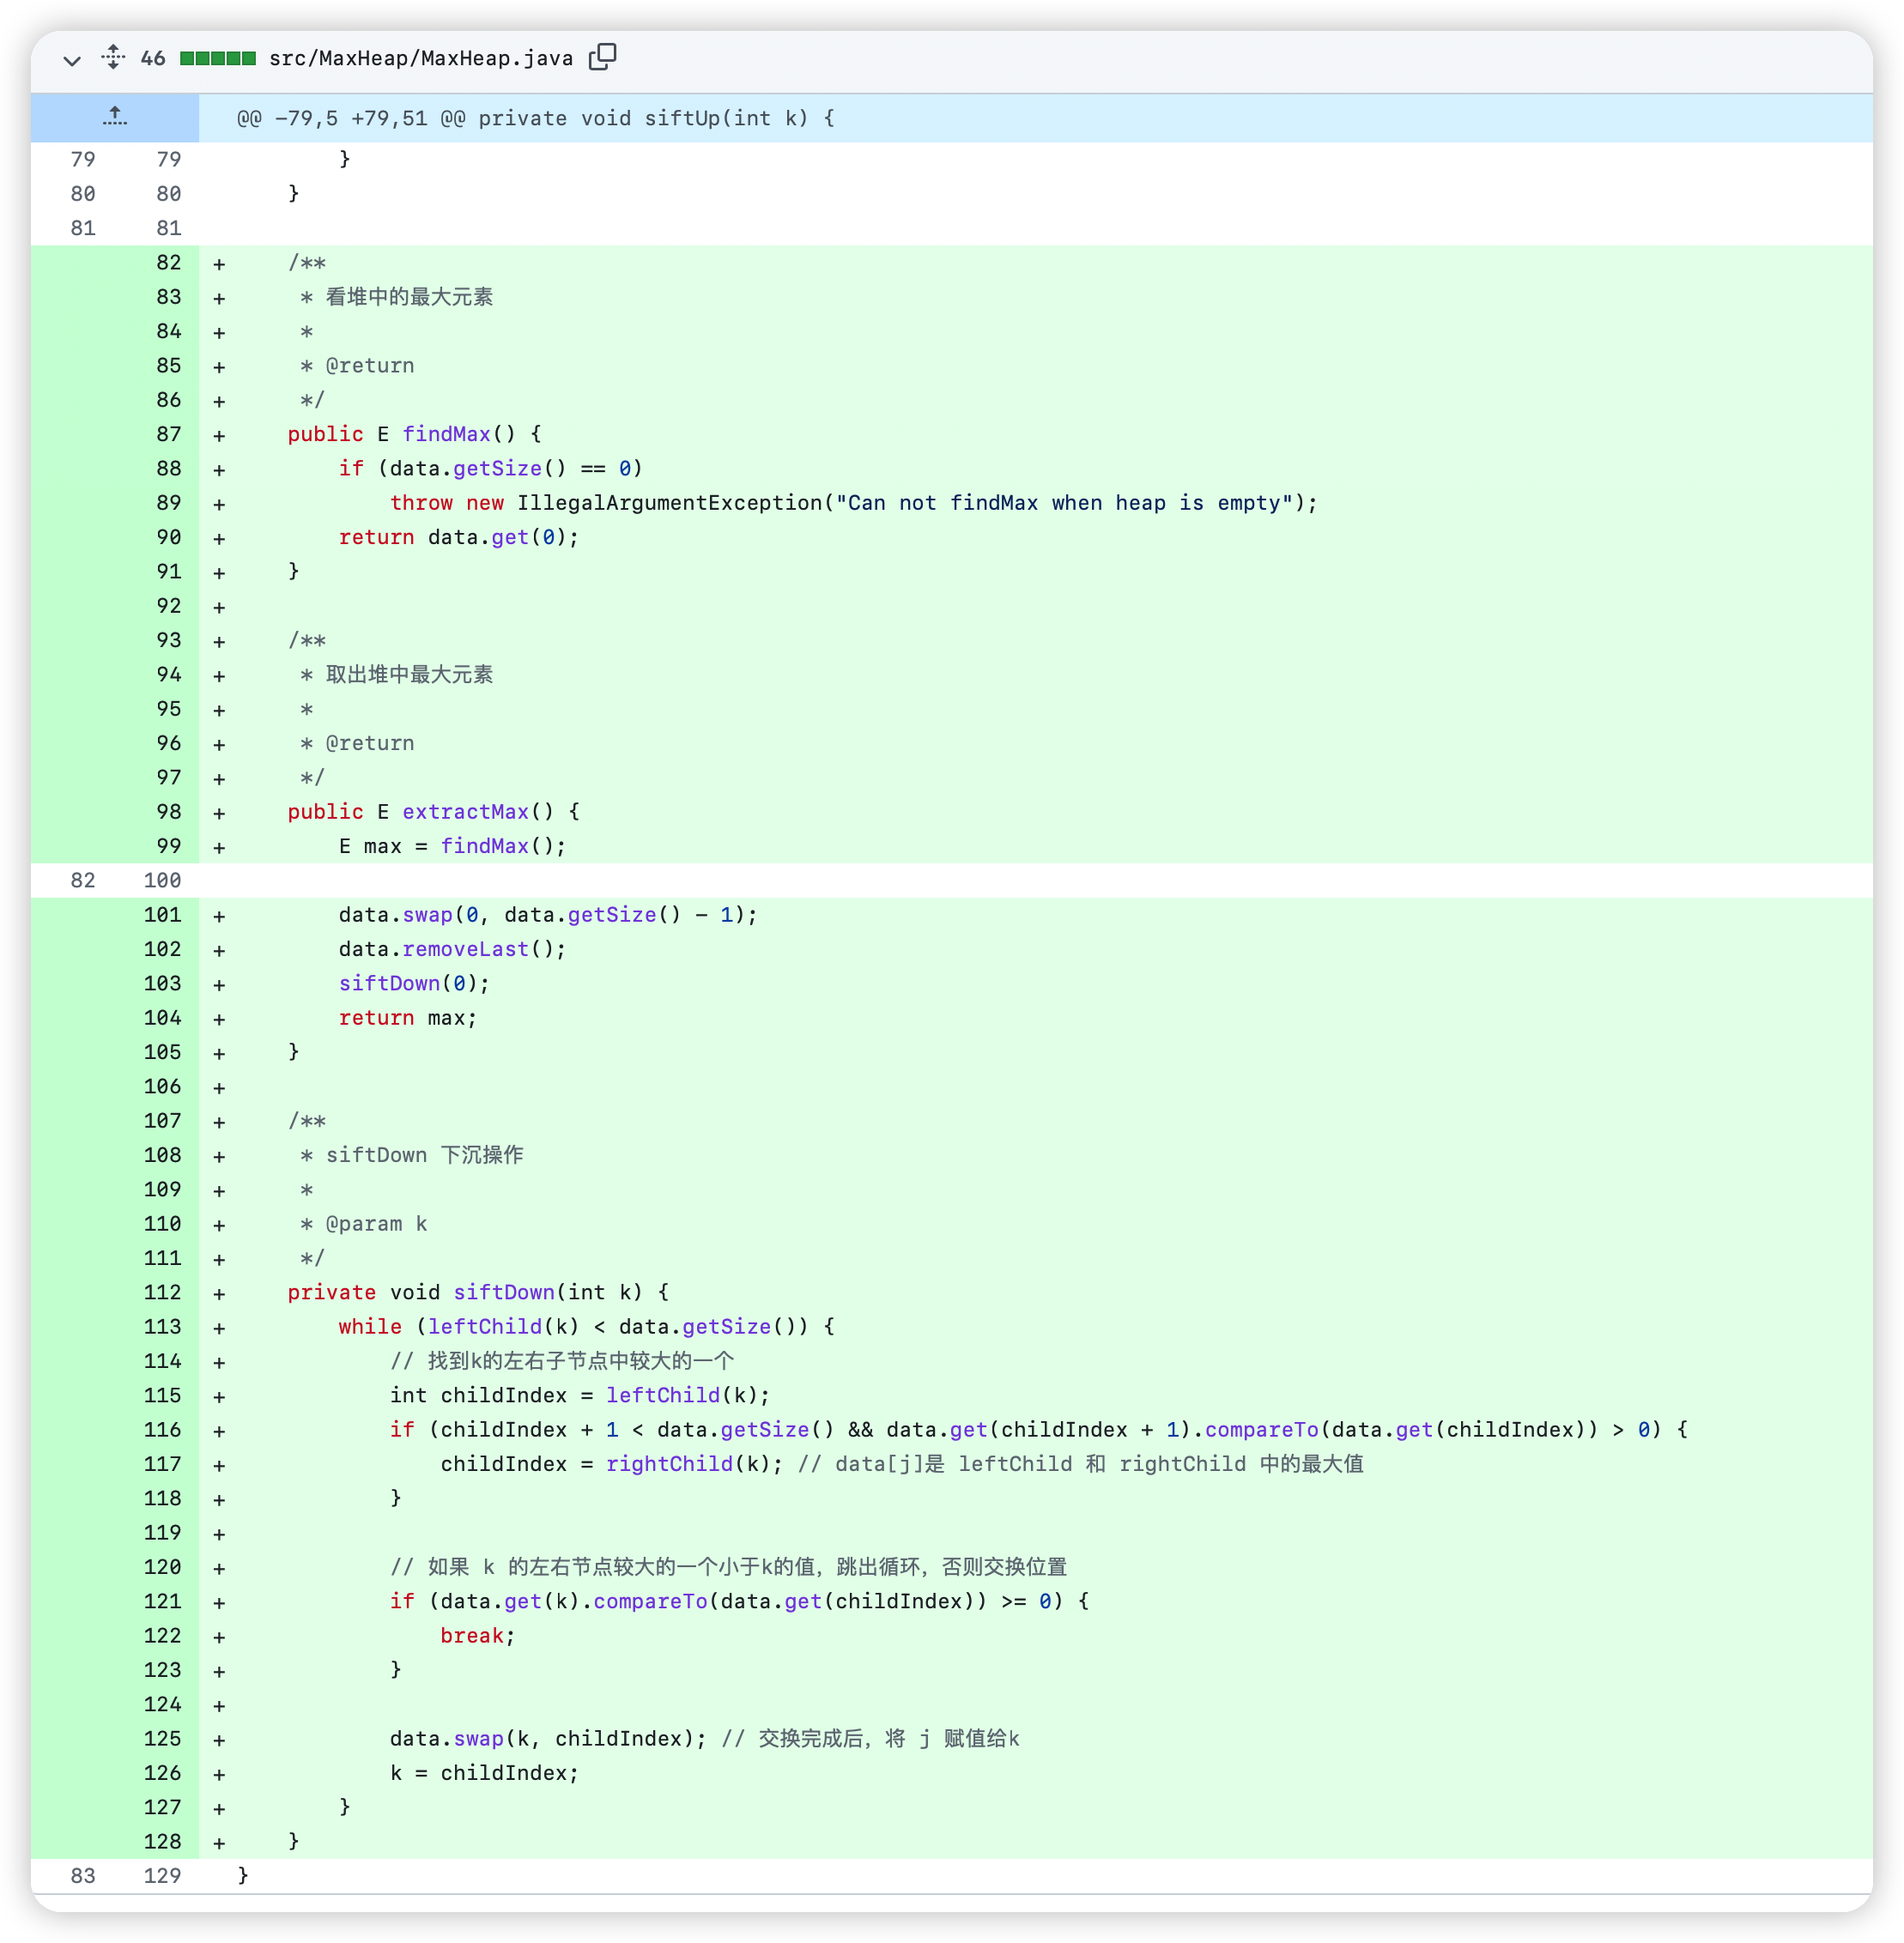 46 src/MaxHeap/MaxHeap.java
@@ -79,5 +79,51 @@ private void siftUp(int k) {
79 79 }
80 80 }
81 81
82 + /**
83 + * 看堆中的最大元素
84 + *
85 + * @return
86 + */
87 + public E findMax() {
88 + if (data.getSize() == 0)
89 + throw new IllegalArgumentException("Can not findMax when heap is empty");
90 + return data.get(0);
91 + }
92 +
93 + /**
94 + * 取出堆中最大元素
95 + *
96 + * @return
97 + */
98 + public E extractMax() {
99 + E max = findMax();
82 100
101 + data.swap(0, data.getSize() - 1);
102 + data.removeLast();
103 + siftDown(0);
104 + return max;
105 + }
106 +
107 + /**
108 + * siftDown 下沉操作
109 + *
110 + * @param k
111 + */
112 + private void siftDown(int k) {
113 + while (leftChild(k) < data.getSize()) {
114 + // 找到k的左右子节点中较大的一个
115 + int childIndex = leftChild(k);
116 + if (childIndex + 1 < data.getSize() && data.get(childIndex + 1).compareTo(data.get(childIndex)) > 0) {
117 + childIndex = rightChild(k); // data[j]是 leftChild 和 rightChild 中的最大值
118 + }
119 +
120 + // 如果 k 的左右节点较大的一个小于k的值，跳出循环，否则交换位置
121 + if (data.get(k).compareTo(data.get(childIndex)) >= 0) {
122 + break;
123 + }
124 +
125 + data.swap(k, childIndex); // 交换完成后，将 j 赋值给k
126 + k = childIndex;
127 + }
128 + }
83 129 }